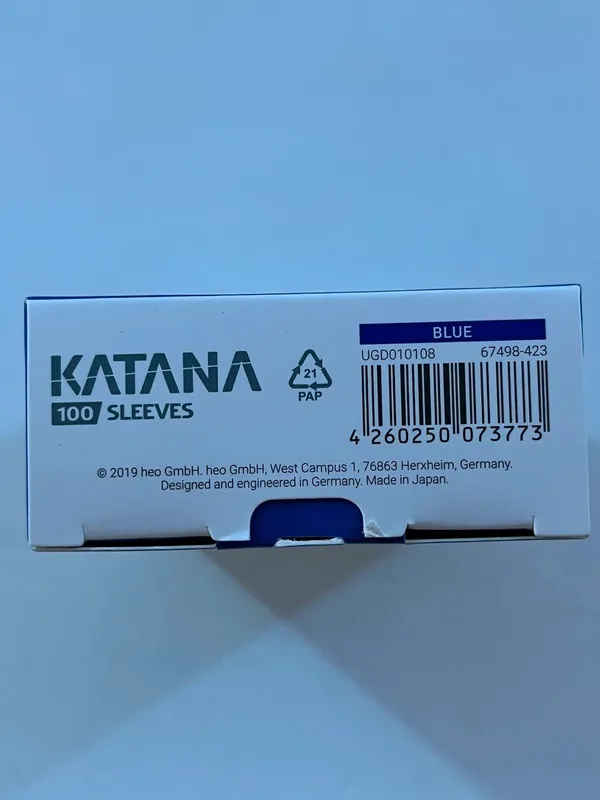 BLUE
UGD010108 67498-423
KATANA
100 SLEEVES
21
PAP
4 260250 073773
© 2019 heo GmbH. heo GmbH, West Campus 1, 76863 Herxheim, Germany.
Designed and engineered in Germany. Made in Japan.